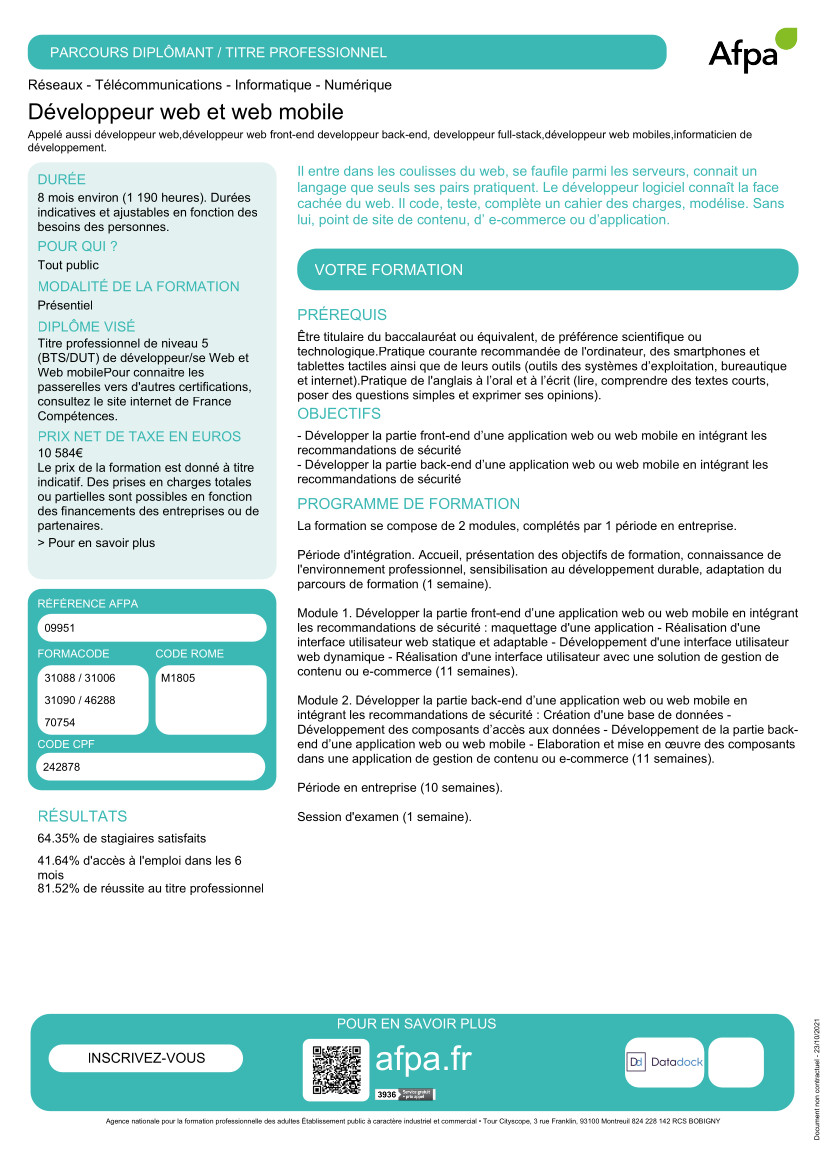 PARCOURS DIPLÔMANT / TITRE PROFESSIONNEL
Afpa
Réseaux - Télécommunications - Informatique - Numérique
Développeur web et web mobile
Appelé aussi développeur web,développeur web front-end developpeur back-end, developpeur full-stack,développeur web mobiles,informaticien de
développement.
DURÉE
8 mois environ (1 190 heures). Durées
indicatives et ajustables en fonction des
besoins des personnes.
POUR QUI ?
Tout public
MODALITÉ DE LA FORMATION
Présentiel
DIPLÔME VISÉ
Titre professionnel de niveau 5
(BTS/DUT) de développeur/se Web et
Web mobilePour connaitre les
passerelles vers d'autres certifications,
consultez le site internet de France
Compétences.
PRIX NET DE TAXE EN EUROS
10 584€
Le prix de la formation est donné à titre
indicatif. Des prises en charges totales
ou partielles sont possibles en fonction
des financements des entreprises ou de
partenaires.
> Pour en savoir plus
RÉFÉRENCE AFPA
09951
FORMACODE
CODE ROME
31088 / 31006
31090 / 46288
70754
M1805
CODE CPF
242878
RÉSULTATS
64.35% de stagiaires satisfaits
41.64% d'accès à l'emploi dans les 6
mois
81.52% de réussite au titre professionnel
Il entre dans les coulisses du web, se faufile parmi les serveurs, connait un
langage que seuls ses pairs pratiquent. Le développeur logiciel connaît la face
cachée du web. Il code, teste, complète un cahier des charges, modélise. Sans
lui, point de site de contenu, d' e-commerce ou d'application.
VOTRE FORMATION
PRÉREQUIS
Être titulaire du baccalauréat ou équivalent, de préférence scientifique ou
technologique.Pratique courante recommandée de l'ordinateur, des smartphones et
tablettes tactiles ainsi que de leurs outils (outils des systèmes d'exploitation, bureautique
et internet).Pratique de l'anglais à l'oral et à l'écrit (lire, comprendre des textes courts,
poser des questions simples et exprimer ses opinions).
OBJECTIFS
- Développer la partie front-end d'une application web ou web mobile en intégrant les
recommandations de sécurité
- Développer la partie back-end d'une application web ou web mobile en intégrant les
recommandations de sécurité
PROGRAMME DE FORMATION
La formation se compose de 2 modules, complétés par 1 période en entreprise.
Période d'intégration. Accueil, présentation des objectifs de formation, connaissance de
l'environnement professionnel, sensibilisation au développement durable, adaptation du
parcours de formation (1 semaine).
Module 1. Développer la partie front-end d'une application web ou web mobile en intégrant
les recommandations de sécurité : maquettage d'une application - Réalisation d'une
interface utilisateur web statique et adaptable - Développement d'une interface utilisateur
web dynamique - Réalisation d'une interface utilisateur avec une solution de gestion de
contenu ou e-commerce (11 semaines).
Module 2. Développer la partie back-end d'une application web ou web mobile en
intégrant les recommandations de sécurité : Création d'une base de données -
Développement des composants d'accès aux données - Développement de la partie back-
end d'une application web ou web mobile - Elaboration et mise en œuvre des composants
dans une application de gestion de contenu ou e-commerce (11 semaines).
Période en entreprise (10 semaines).
Session d'examen (1 semaine).
POUR EN SAVOIR PLUS
INSCRIVEZ-VOUS
afpa.fr
3936 Service gratuit
+ prix appel
Dd Datadock
Agence nationale pour la formation professionnelle des adultes Établissement public à caractère industriel et commercial • Tour Cityscope, 3 rue Franklin, 93100 Montreuil 824 228 142 RCS BOBIGNY
Document non contractuel - 23/10/2021